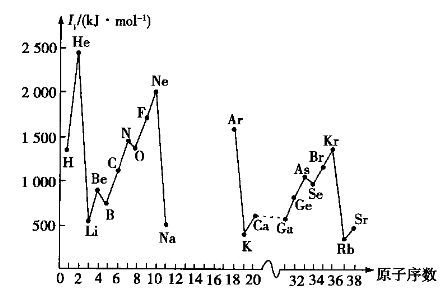 I₁/(kJ·mol⁻¹)
He
2 500
Ne
2 000
F
Ar
N
1 500
Kr
H
O
Br
C
As
Be
Se
1 000
Ge
B
Ca
Ga
Sr
500
Li
Na
K
Rb
0 2 4 6 8 10 12 14 16 18 20 32 34 36 38 原子序数